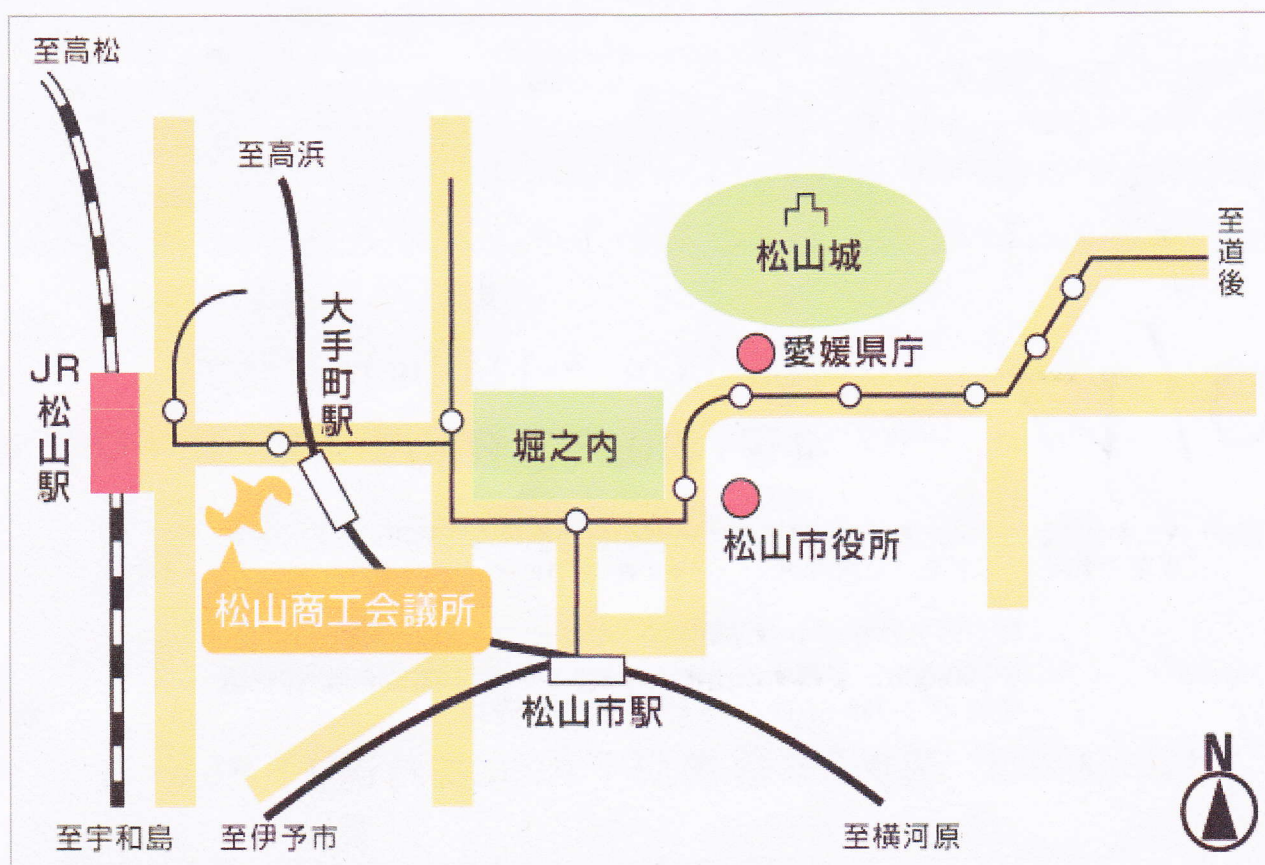 至高松
至高浜
松山城
至道後
大手町駅
愛媛県庁
JR
松山駅
堀之内
松山市役所
松山商工会議所
松山市駅
N
至宇和島
至伊予市
至横河原